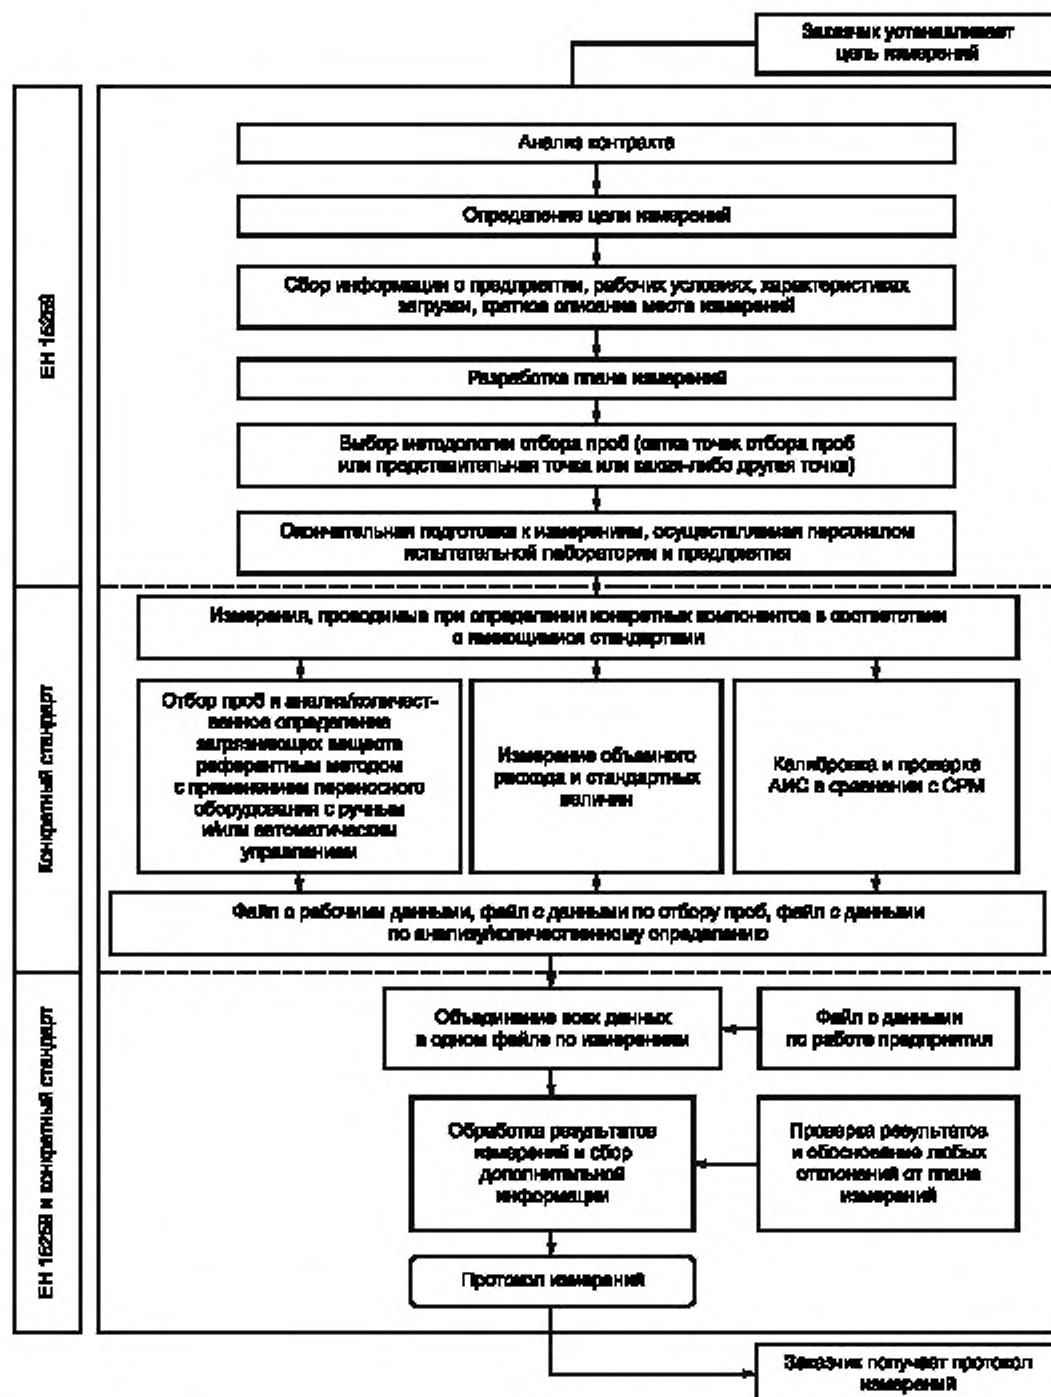 Заказчик устанавливает
цель измерений
ЕН 15259
Анализ контракта
Определение цели измерений
Сбор информации о предприятии, рабочих условиях, характеристиках
загрузки, краткое описание места измерений
Разработка плана измерений
Выбор методологии отбора проб (сетка точек отбора проб
или представительная точка или какая-либо другая точка)
Окончательная подготовка к измерениям, осуществляемая персоналом
испытательной лаборатории и предприятия
Конкретный стандарт
Измерения, проводимые при определении конкретных компонентов в соответствии
с имеющимися стандартами
Отбор проб и анализ/количест-
венное определение
загрязняющих веществ
референтным методом
с применением переносного
оборудования с ручным
и/или автоматическим
управлением
Измерение объемного
расхода и стандартных
величин
Калибровка и проверка
АИС в сравнении с СРМ
Файл с рабочими данными, файл с данными по отбору проб, файл с данными
по анализу/количественному определению
ЕН 15259 и конкретный стандарт
Объединение всех данных
в одном файле по измерениям
Файл с данными
по работе предприятия
Обработка результатов
измерений и сбор
дополнительной
информации
Проверка результатов
и обоснование любых
отклонений от плана
измерений
Протокол измерений
Заказчик получает протокол
измерений